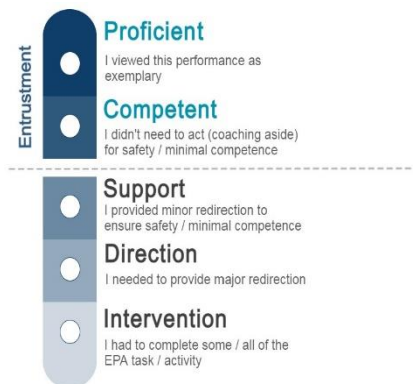 Entrustment
Proficient
I viewed this performance as
exemplary
Competent
I didn't need to act (coaching aside)
for safety / minimal competence
Support
I provided minor redirection to
ensure safety / minimal competence
Direction
I needed to provide major redirection
Intervention
I had to complete some / all of the
EPA task / activity